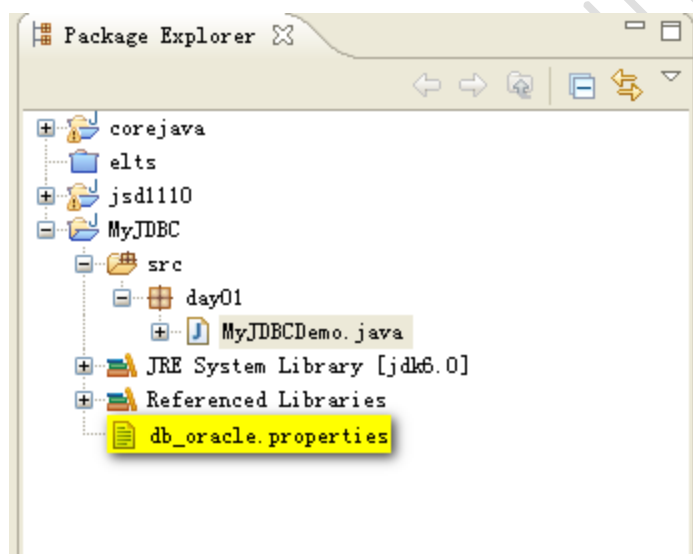 Package Explorer
corejava
elts
jsd1110
MyJDBC
src
day01
MyJDBCDemo.java
JRE System Library [jdk6.0]
Referenced Libraries
db_oracle.properties